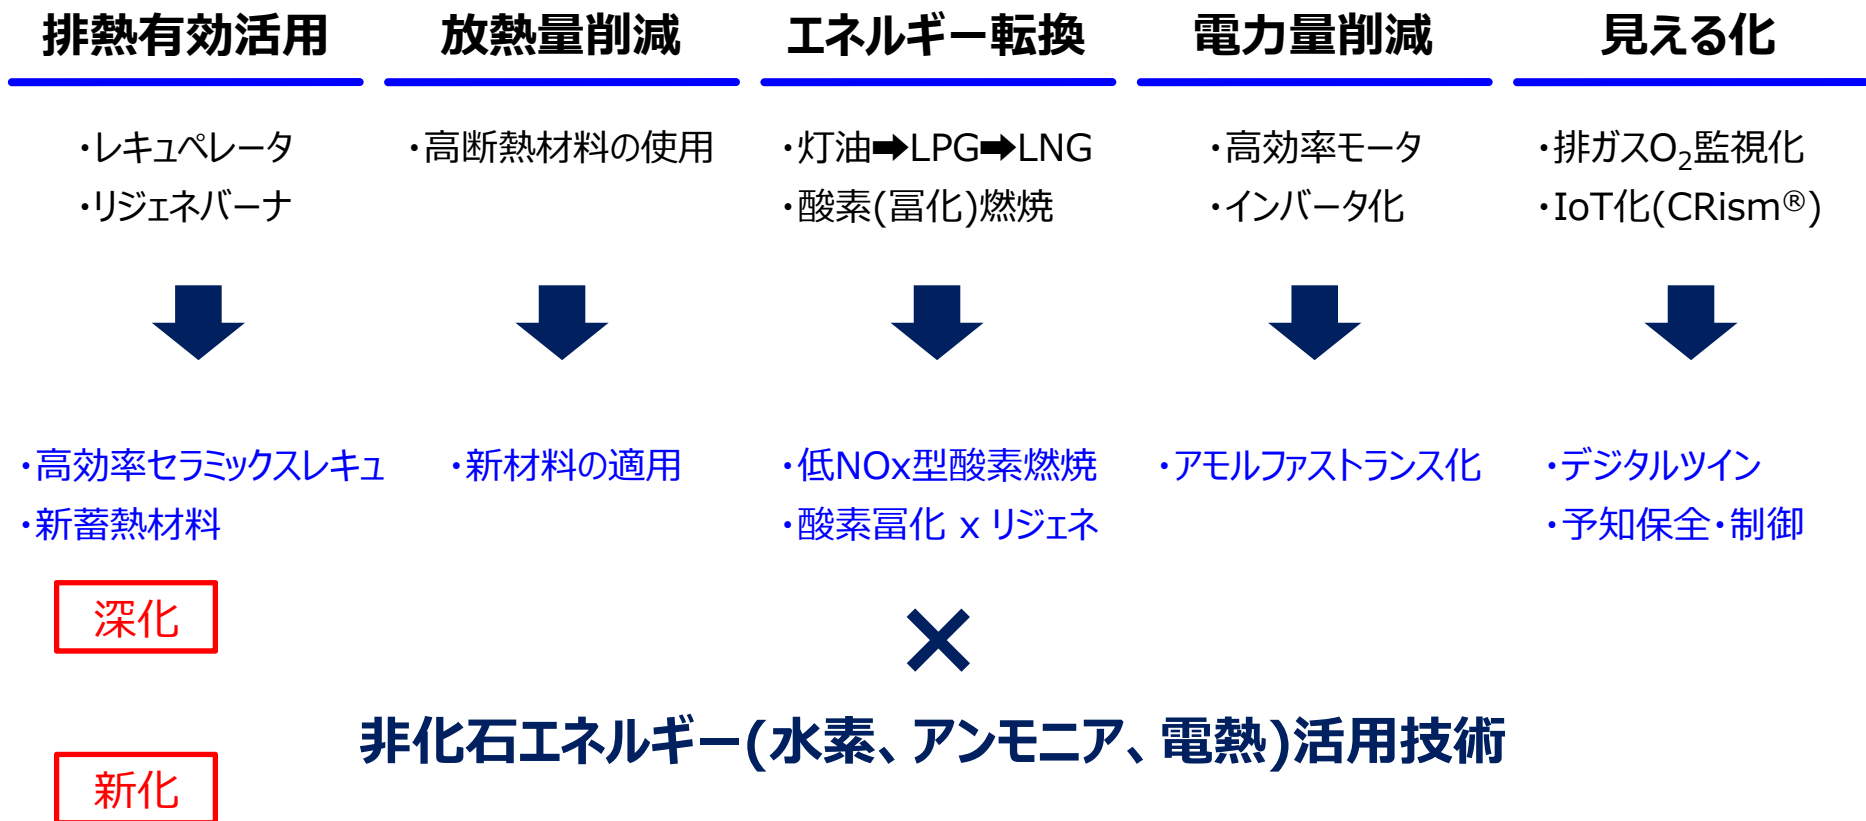 排熱有効活用
・レキュペレータ
・リジェネバーナ
・高効率セラミックスレキュ
・新蓄熱材料
放熱量削減
・高断熱材料の使用
・新材料の適用
エネルギー転換
・灯油➡LPG➡LNG
・酸素(冨化)燃焼
・低NOx型酸素燃焼
・酸素冨化 x リジェネ
電力量削減
・高効率モータ
・インバータ化
・アモルファストランス化
見える化
・排ガスO₂監視化
・IoT化(CRism®)
・デジタルツイン
・予知保全・制御
深化
×
非化石エネルギー(水素、アンモニア、電熱)活用技術
新化